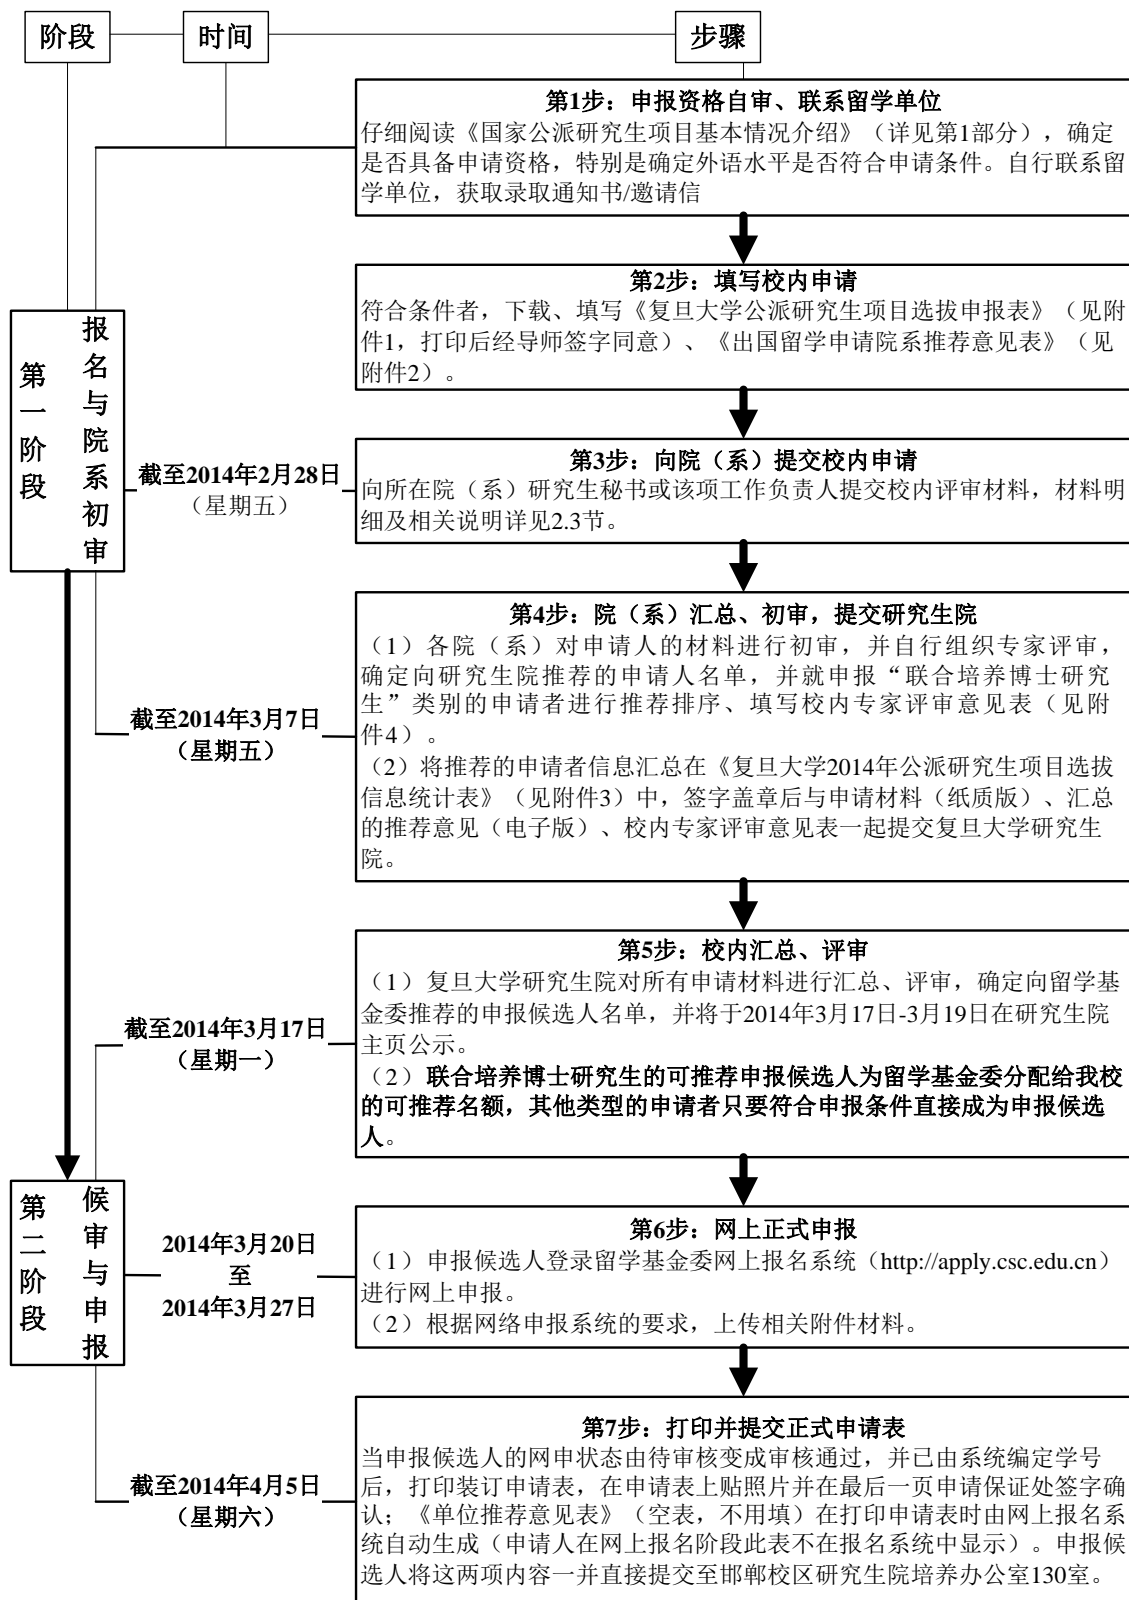 阶段
时间
步骤
第1步：申报资格自审、联系留学单位
仔细阅读《国家公派研究生项目基本情况介绍》（详见第1部分），确定
是否具备申请资格，特别是确定外语水平是否符合申请条件。自行联系留
学单位，获取录取通知书/邀请信
第2步：填写校内申请
符合条件者，下载、填写《复旦大学公派研究生项目选拔申报表》（见附
件1，打印后经导师签字同意）、《出国留学申请院系推荐意见表》（见
附件2）。
第一阶段
报名与院系初审
截至2014年2月28日
（星期五）
第3步：向院（系）提交校内申请
向所在院（系）研究生秘书或该项工作负责人提交校内评审材料，材料明
细及相关说明详见2.3节。
截至2014年3月7日
（星期五）
第4步：院（系）汇总、初审，提交研究生院
（1）各院（系）对申请人的材料进行初审，并自行组织专家评审，
确定向研究生院推荐的申请人名单，并就申报“联合培养博士研究
生”类别的申请者进行推荐排序、填写校内专家评审意见表（见附
件4）。
（2）将推荐的申请者信息汇总在《复旦大学2014年公派研究生项目选拔
信息统计表》（见附件3）中，签字盖章后与申请材料（纸质版）、汇总
的推荐意见（电子版）、校内专家评审意见表一起提交复旦大学研究生
院。
截至2014年3月17日
（星期一）
第5步：校内汇总、评审
（1）复旦大学研究生院对所有申请材料进行汇总、评审，确定向留学基
金委推荐的申报候选人名单，并将于2014年3月17日-3月19日在研究生院
主页公示。
（2）联合培养博士研究生的可推荐申报候选人为留学基金委分配给我校
的可推荐名额，其他类型的申请者只要符合申报条件直接成为申报候选
人。
第二阶段
候审与申报
2014年3月20日
至
2014年3月27日
第6步：网上正式申报
（1）申报候选人登录留学基金委网上报名系统（http://apply.csc.edu.cn）
进行网上申报。
（2）根据网络申报系统的要求，上传相关附件材料。
截至2014年4月5日
（星期六）
第7步：打印并提交正式申请表
当申报候选人的网申状态由待审核变成审核通过，并已由系统编定学号
后，打印装订申请表，在申请表上贴照片并在最后一页申请保证处签字确
认；《单位推荐意见表》（空表，不用填）在打印申请表时由网上报名系
统自动生成（申请人在网上报名阶段此表不在报名系统中显示）。申报候
选人将这两项内容一并直接提交至邯郸校区研究生院培养办公室130室。